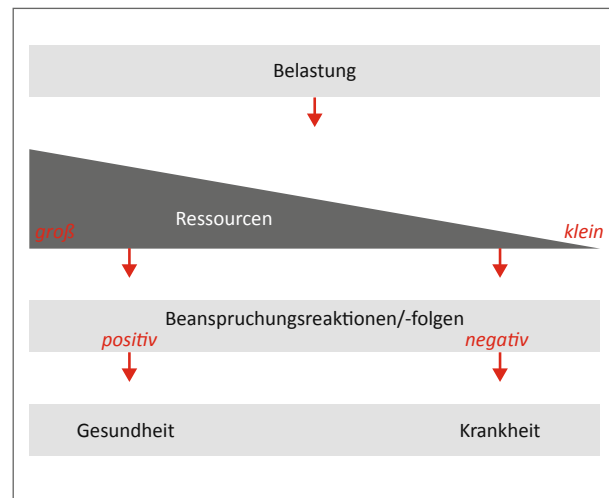 Belastung
Ressourcen
groß klein
Beanspruchungsreaktionen/-folgen
positiv negativ
Gesundheit Krankheit